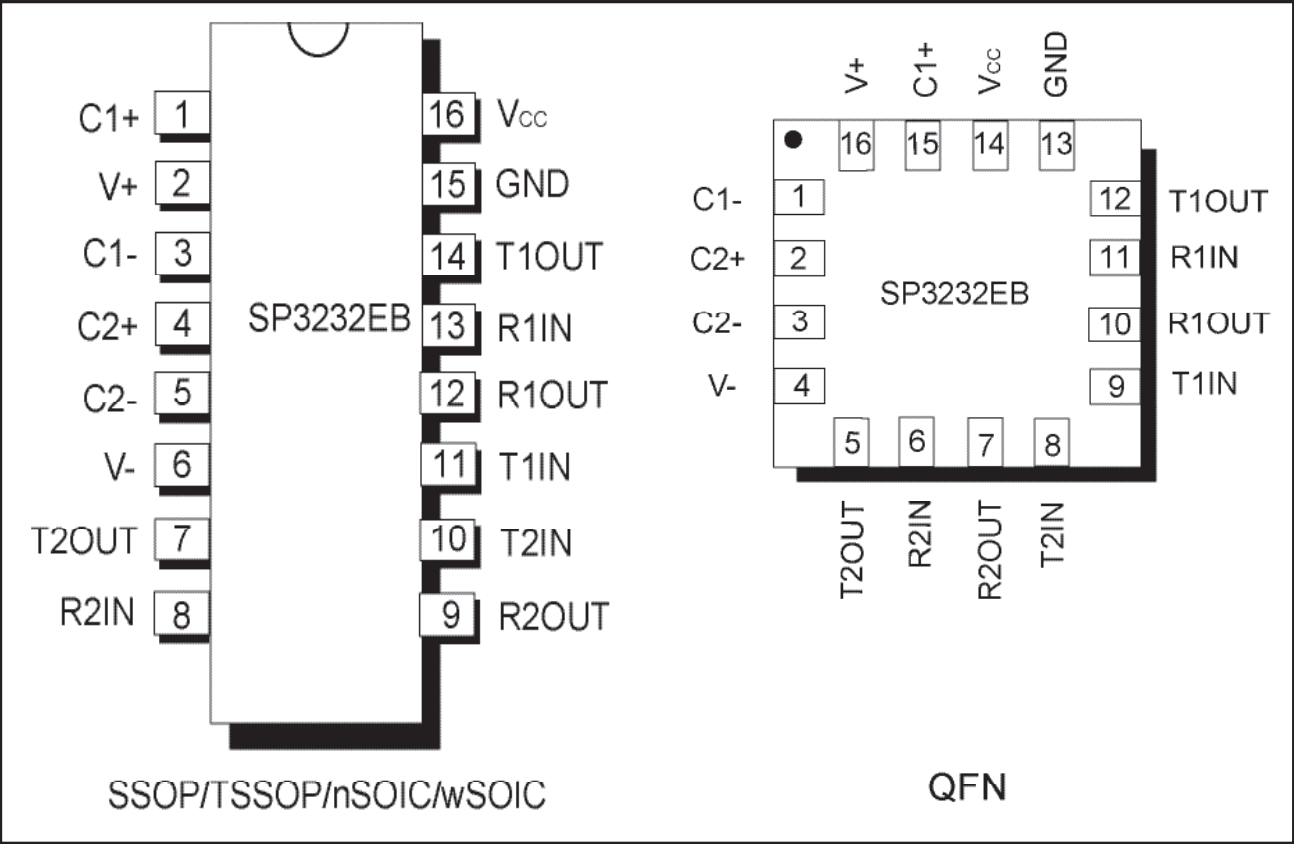 C1+ 1 16 Vcc
V+ 2 15 GND
C1- 3 14 T1OUT
C2+ 4 SP3232EB 13 R1IN
C2- 5 12 R1OUT
V- 6 11 T1IN
T2OUT 7 10 T2IN
R2IN 8 9 R2OUT
SSOP/TSSOP/nSOIC/wSOIC
V+ C1+ Vcc GND
16 15 14 13
C1- 1 12 T1OUT
C2+ 2 11 R1IN
SP3232EB
C2- 3 10 R1OUT
V- 4 9 T1IN
5 6 7 8
T2OUT R2IN R2OUT T2IN
QFN